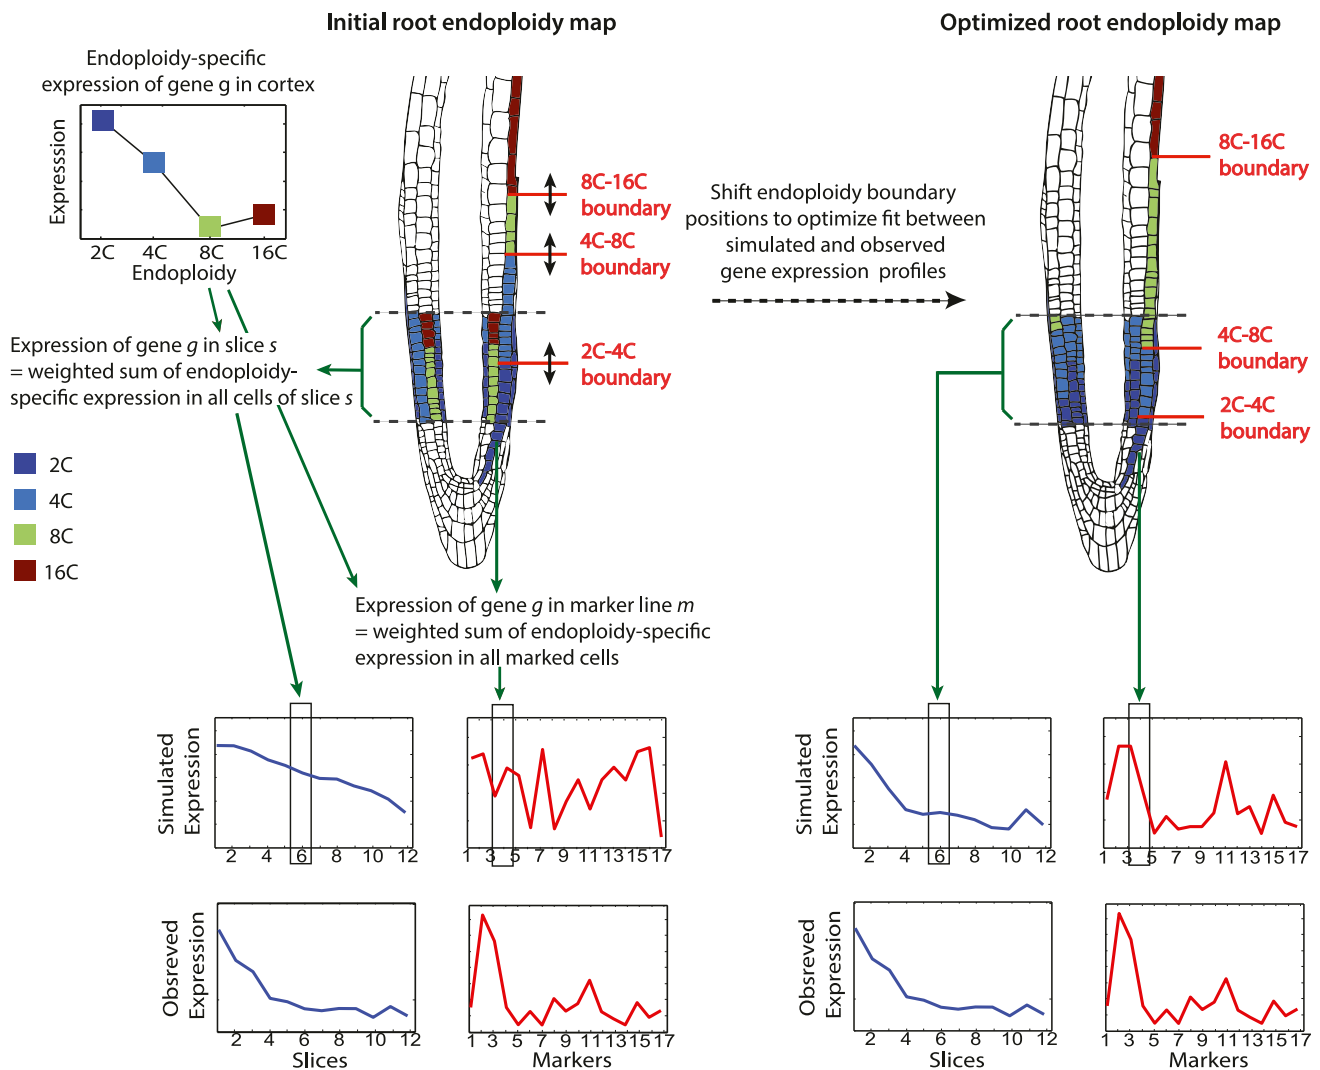 Initial root endoploidy map
Optimized root endoploidy map
Endoploidy-specific
expression of gene g in cortex
Expresssion
2C 4C 8C 16C
Endoploidy
8C-16C
boundary
4C-8C
boundary
2C-4C
boundary
Shift endoploidy boundary
positions to optimize fit between
simulated and observed
gene expression profiles
8C-16C
boundary
4C-8C
boundary
2C-4C
boundary
Expression of gene g in slice s
= weighted sum of endoploidy-
specific expression in all cells of slice s
2C
4C
8C
16C
Expression of gene g in marker line m
= weighted sum of endoploidy-specific
expression in all marked cells
Simulated
Expression
2 4 6 8 10 12
1 3 5 7 9 11 13 15 17
Simulated
Expression
2 4 6 8 10 12
1 3 5 7 9 11 13 15 17
Obsreved
Expression
2 4 6 8 10 12
Slices
1 3 5 7 9 11 13 15 17
Markers
Obsreved
Expression
2 4 6 8 10 12
Slices
1 3 5 7 9 11 13 15 17
Markers